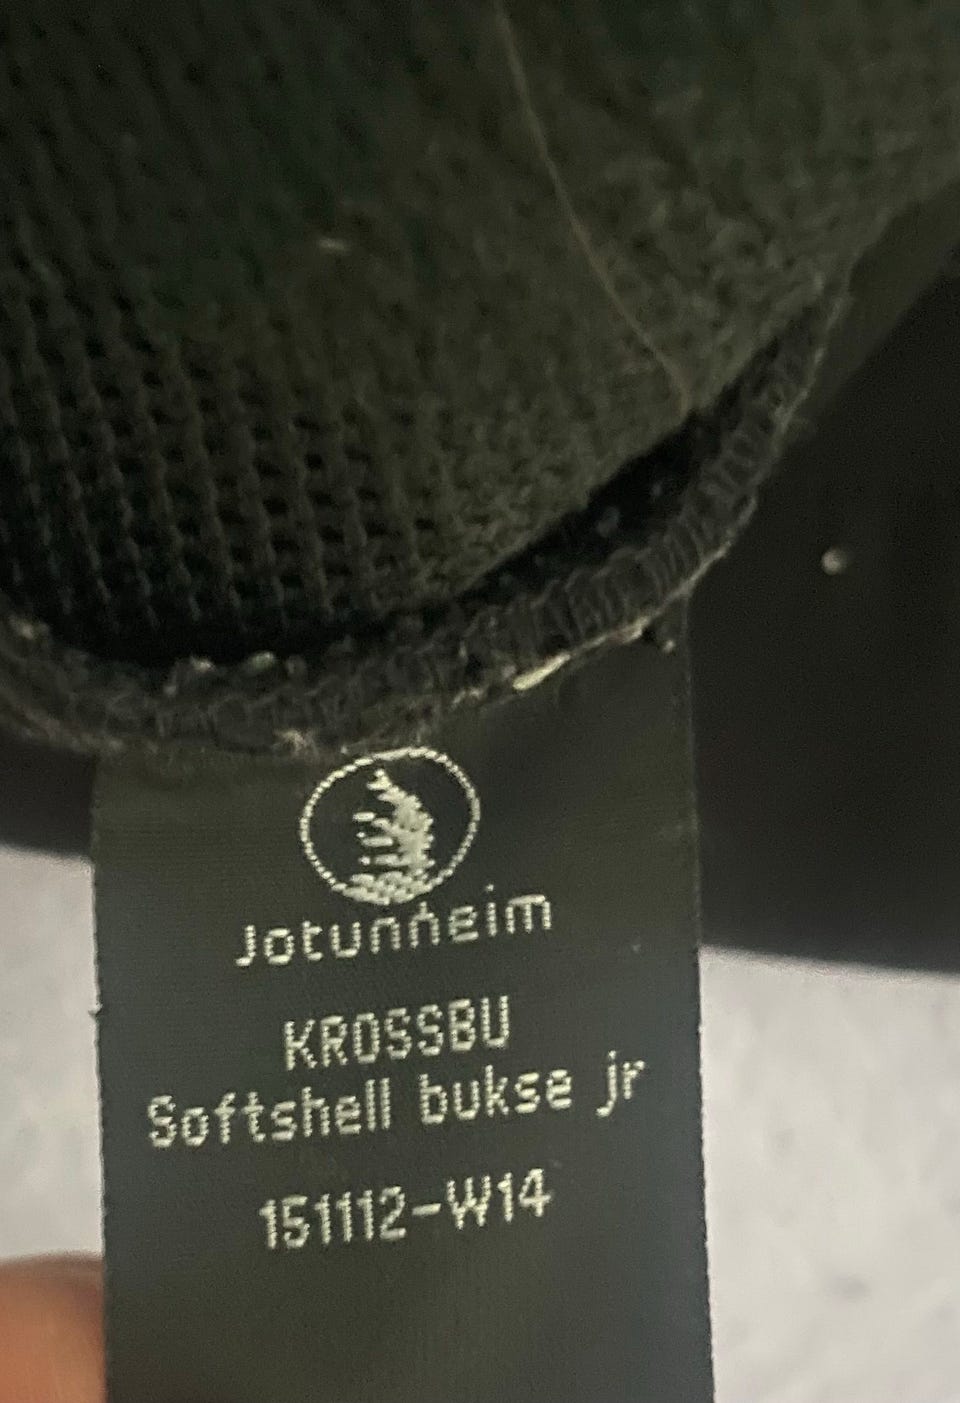 Jotunheim
KROSSBU
Softshell bukse jr
151112-W14